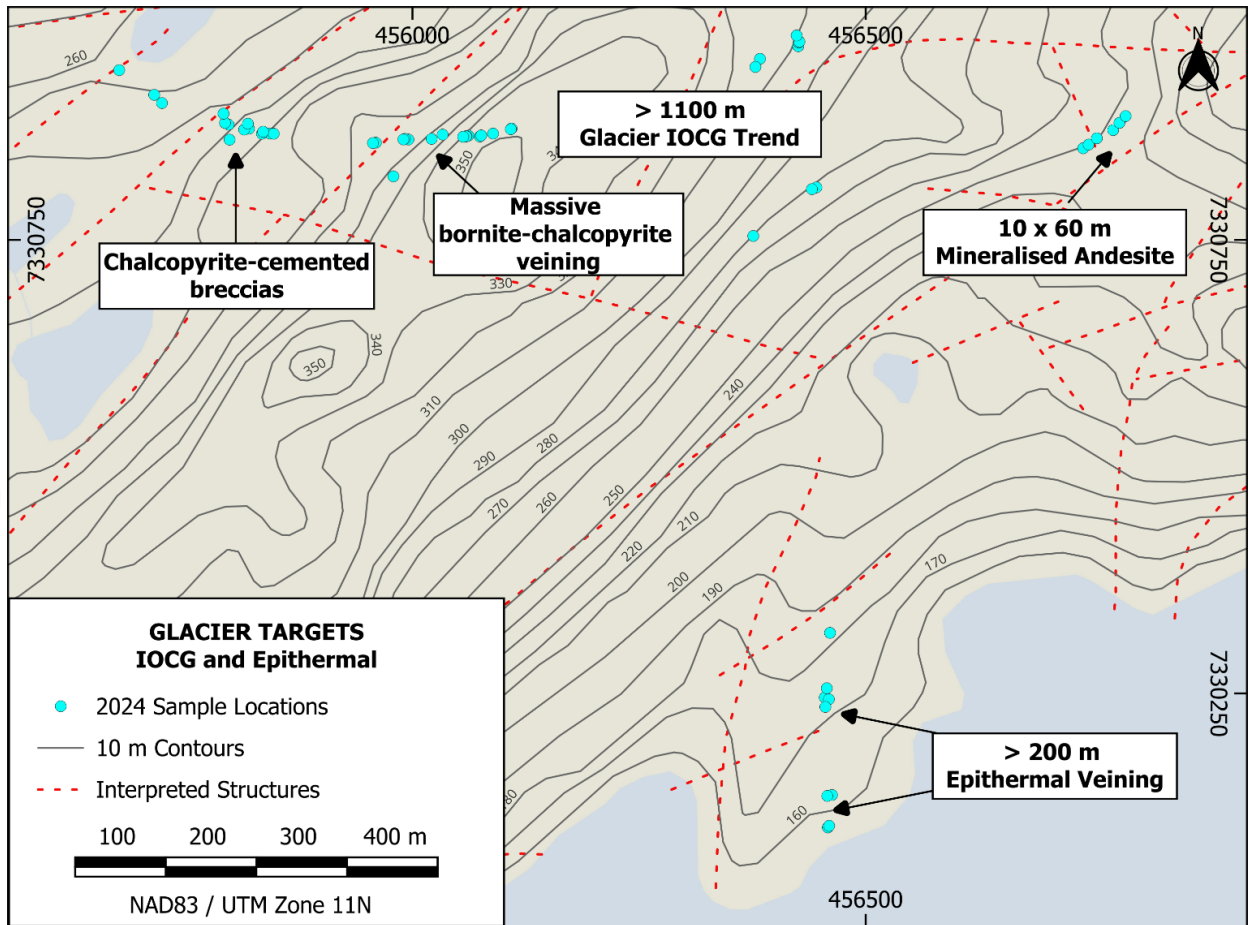 456000
456500
N
260
> 1100 m
Glacier IOCG Trend
350
34
7330750
Massive
bornite-chalcopyrite
veining
10 x 60 m
Mineralised Andesite
7330750
Chalcopyrite-cemented
breccias
330
340
350
310
240
300
290
280
270
260
250
220
210
200
190
170
GLACIER TARGETS
IOCG and Epithermal
2024 Sample Locations
10 m Contours
Interpreted Structures
100 200 300 400 m
NAD83 / UTM Zone 11N
7330250
> 200 m
Epithermal Veining
160
456500